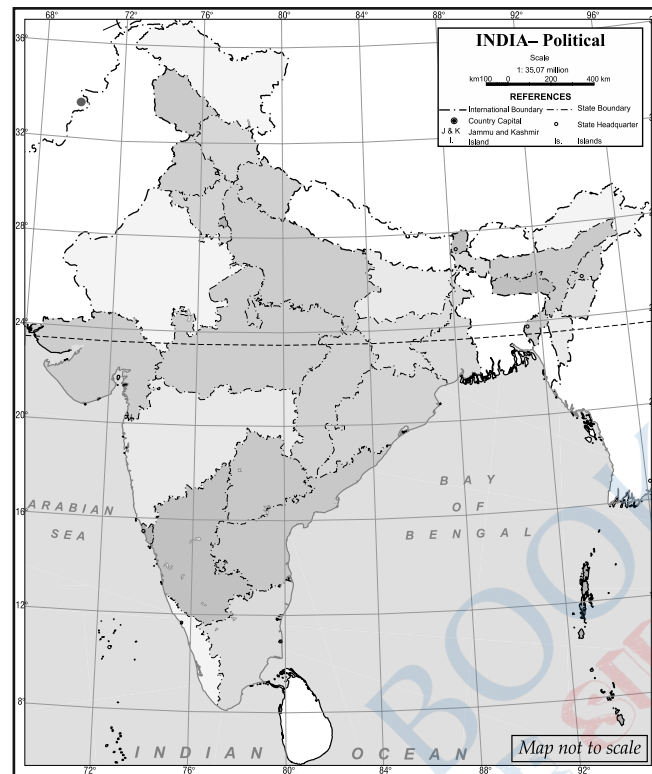 68° 72° 76° 80° 84° 88° 92° 96°
36°
INDIA– Political
Scale
1: 35.07 million
km100 0 200 400 km
REFERENCES
International Boundary State Boundary
Country Capital State Headquarter
J & K Jammu and Kashmir
I. Island Is. Islands
32°
28°
24°
20°
16°
12°
8°
ARABIAN
SEA
BAY
OF
BENGAL
BOOK
INDIAN OCEAN
Map not to scale
72° 76° 80° 84° 88° 92°